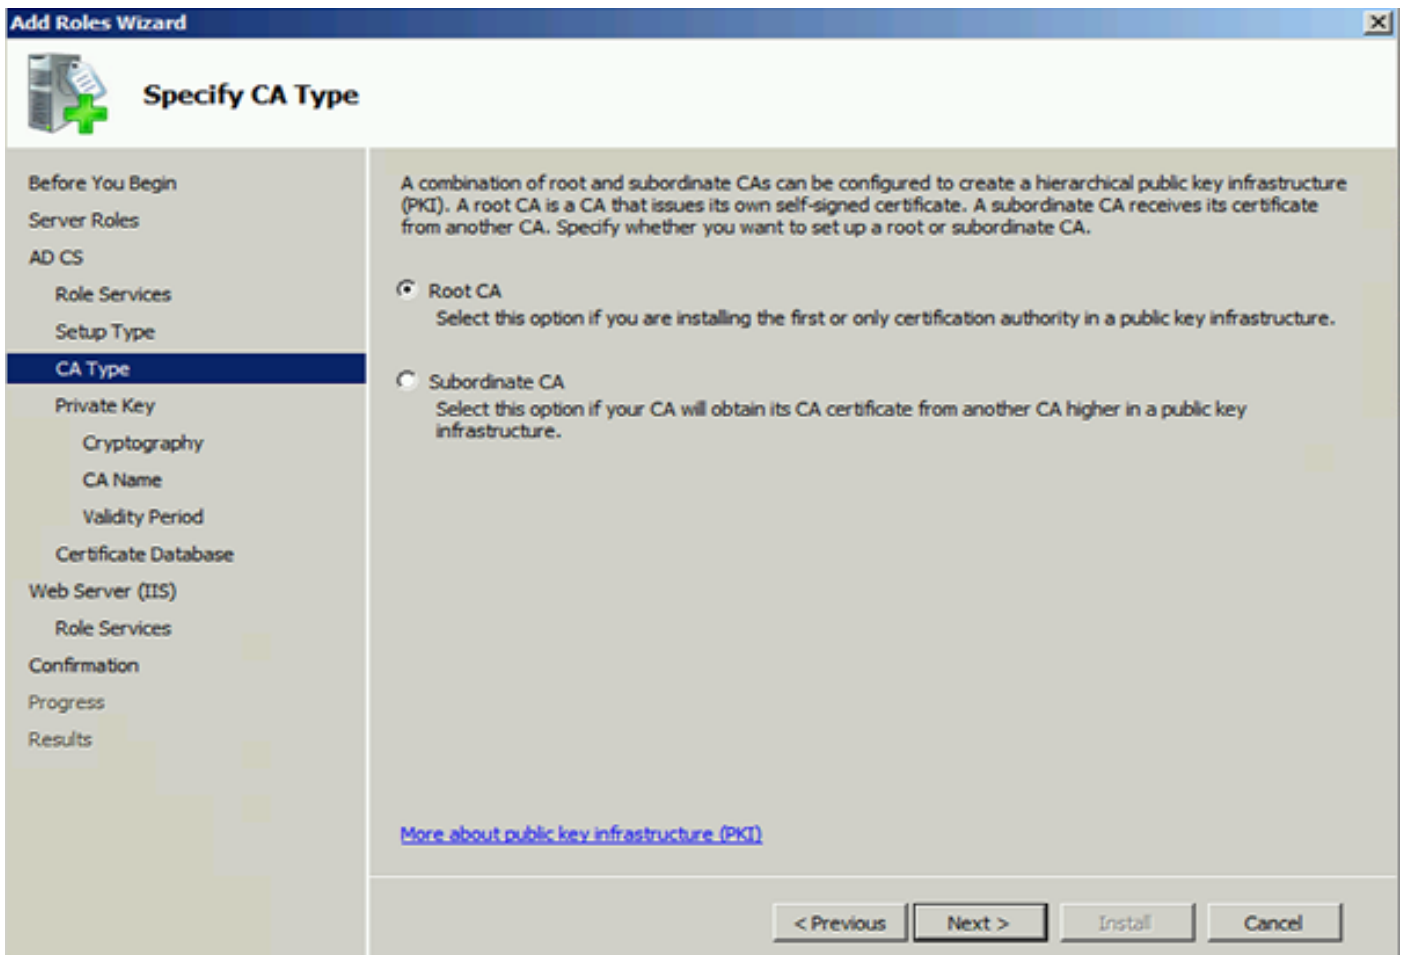 Add Roles Wizard
Specify CA Type
Before You Begin
Server Roles
AD CS
Role Services
Setup Type
CA Type
Private Key
Cryptography
CA Name
Validity Period
Certificate Database
Web Server (IIS)
Role Services
Confirmation
Progress
Results
A combination of root and subordinate CAs can be configured to create a hierarchical public key infrastructure
(PKI). A root CA is a CA that issues its own self-signed certificate. A subordinate CA receives its certificate
from another CA. Specify whether you want to set up a root or subordinate CA.
Root CA
Select this option if you are installing the first or only certification authority in a public key infrastructure.
Subordinate CA
Select this option if your CA will obtain its CA certificate from another CA higher in a public key
infrastructure.
More about public key infrastructure (PKI)
< Previous
Next >
Install
Cancel